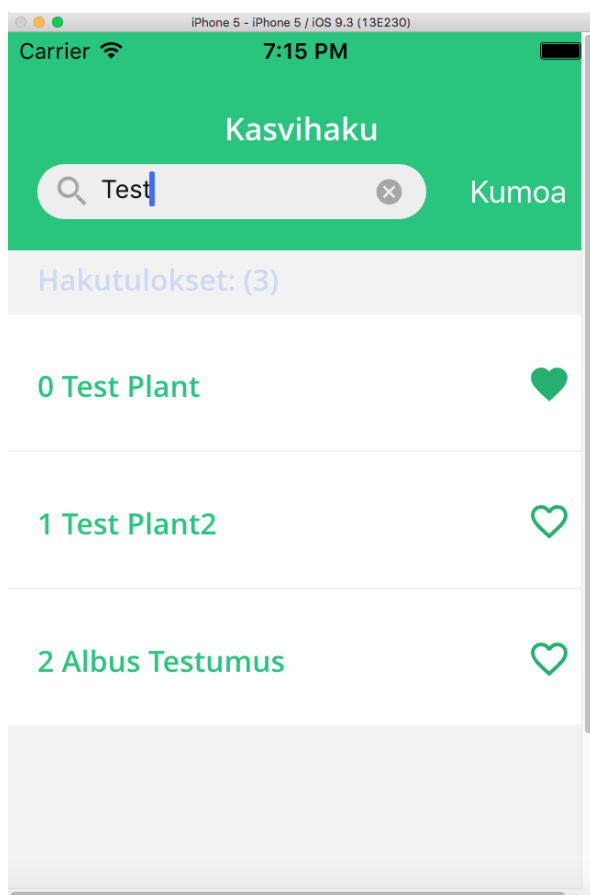 iPhone 5 - iPhone 5 / iOS 9.3 (13E230)
Carrier 7:15 PM
Kasvihaku
Test Kumoa
Hakutulokset: (3)
0 Test Plant
1 Test Plant2
2 Albus Testumus